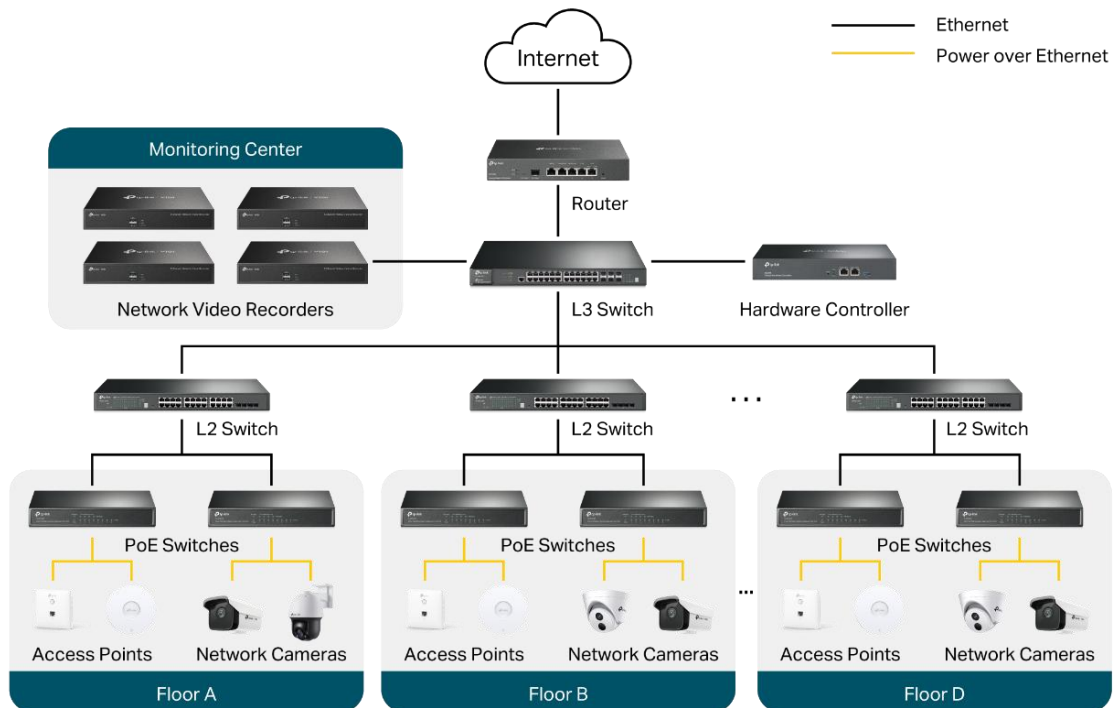 Internet
Ethernet
Power over Ethernet
Monitoring Center
Network Video Recorders
Router
L3 Switch
Hardware Controller
L2 Switch
L2 Switch
...
L2 Switch
PoE Switches
PoE Switches
PoE Switches
...
Access Points
Network Cameras
Access Points
Network Cameras
Access Points
Network Cameras
Floor A
Floor B
Floor D